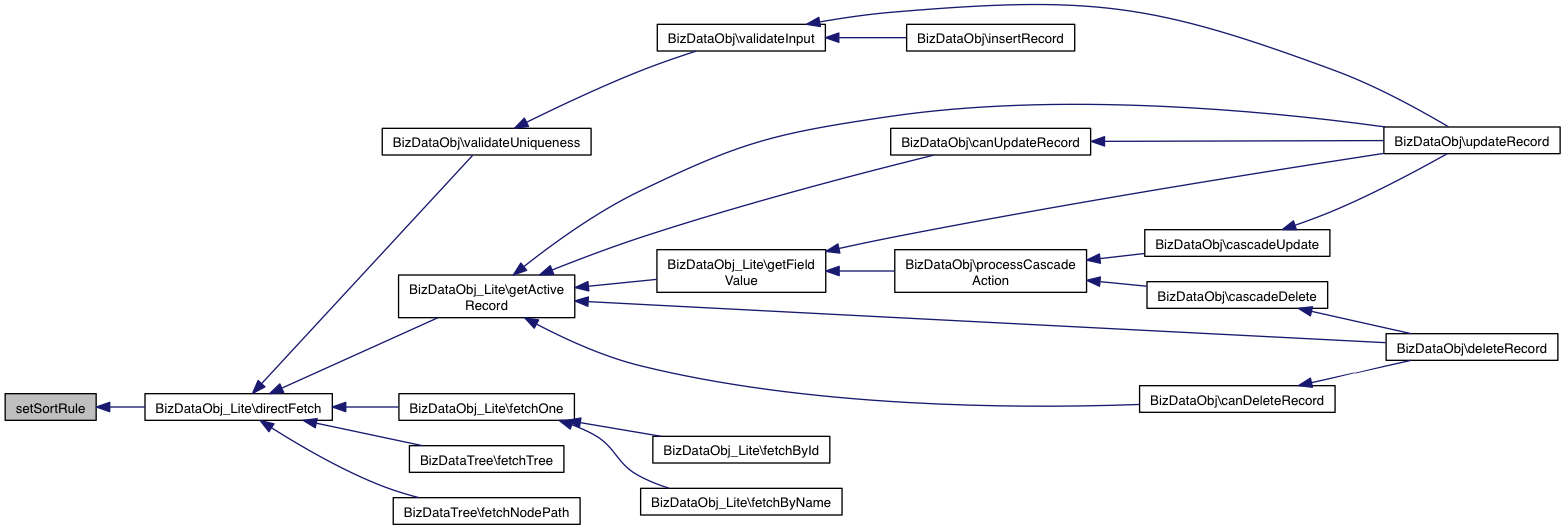 BizDataObj\validateInput
BizDataObj\insertRecord
BizDataObj\validateUniqueness
BizDataObj\canUpdateRecord
BizDataObj\updateRecord
BizDataObj\cascadeUpdate
BizDataObj_Lite\getField
Value
BizDataObj\processCascade
Action
BizDataObj_Lite\getActive
Record
BizDataObj\cascadeDelete
BizDataObj\deleteRecord
BizDataObj\canDeleteRecord
setSortRule
BizDataObj_Lite\directFetch
BizDataObj_Lite\fetchOne
BizDataObj_Lite\fetchById
BizDataTree\fetchTree
BizDataObj_Lite\fetchByName
BizDataTree\fetchNodePath